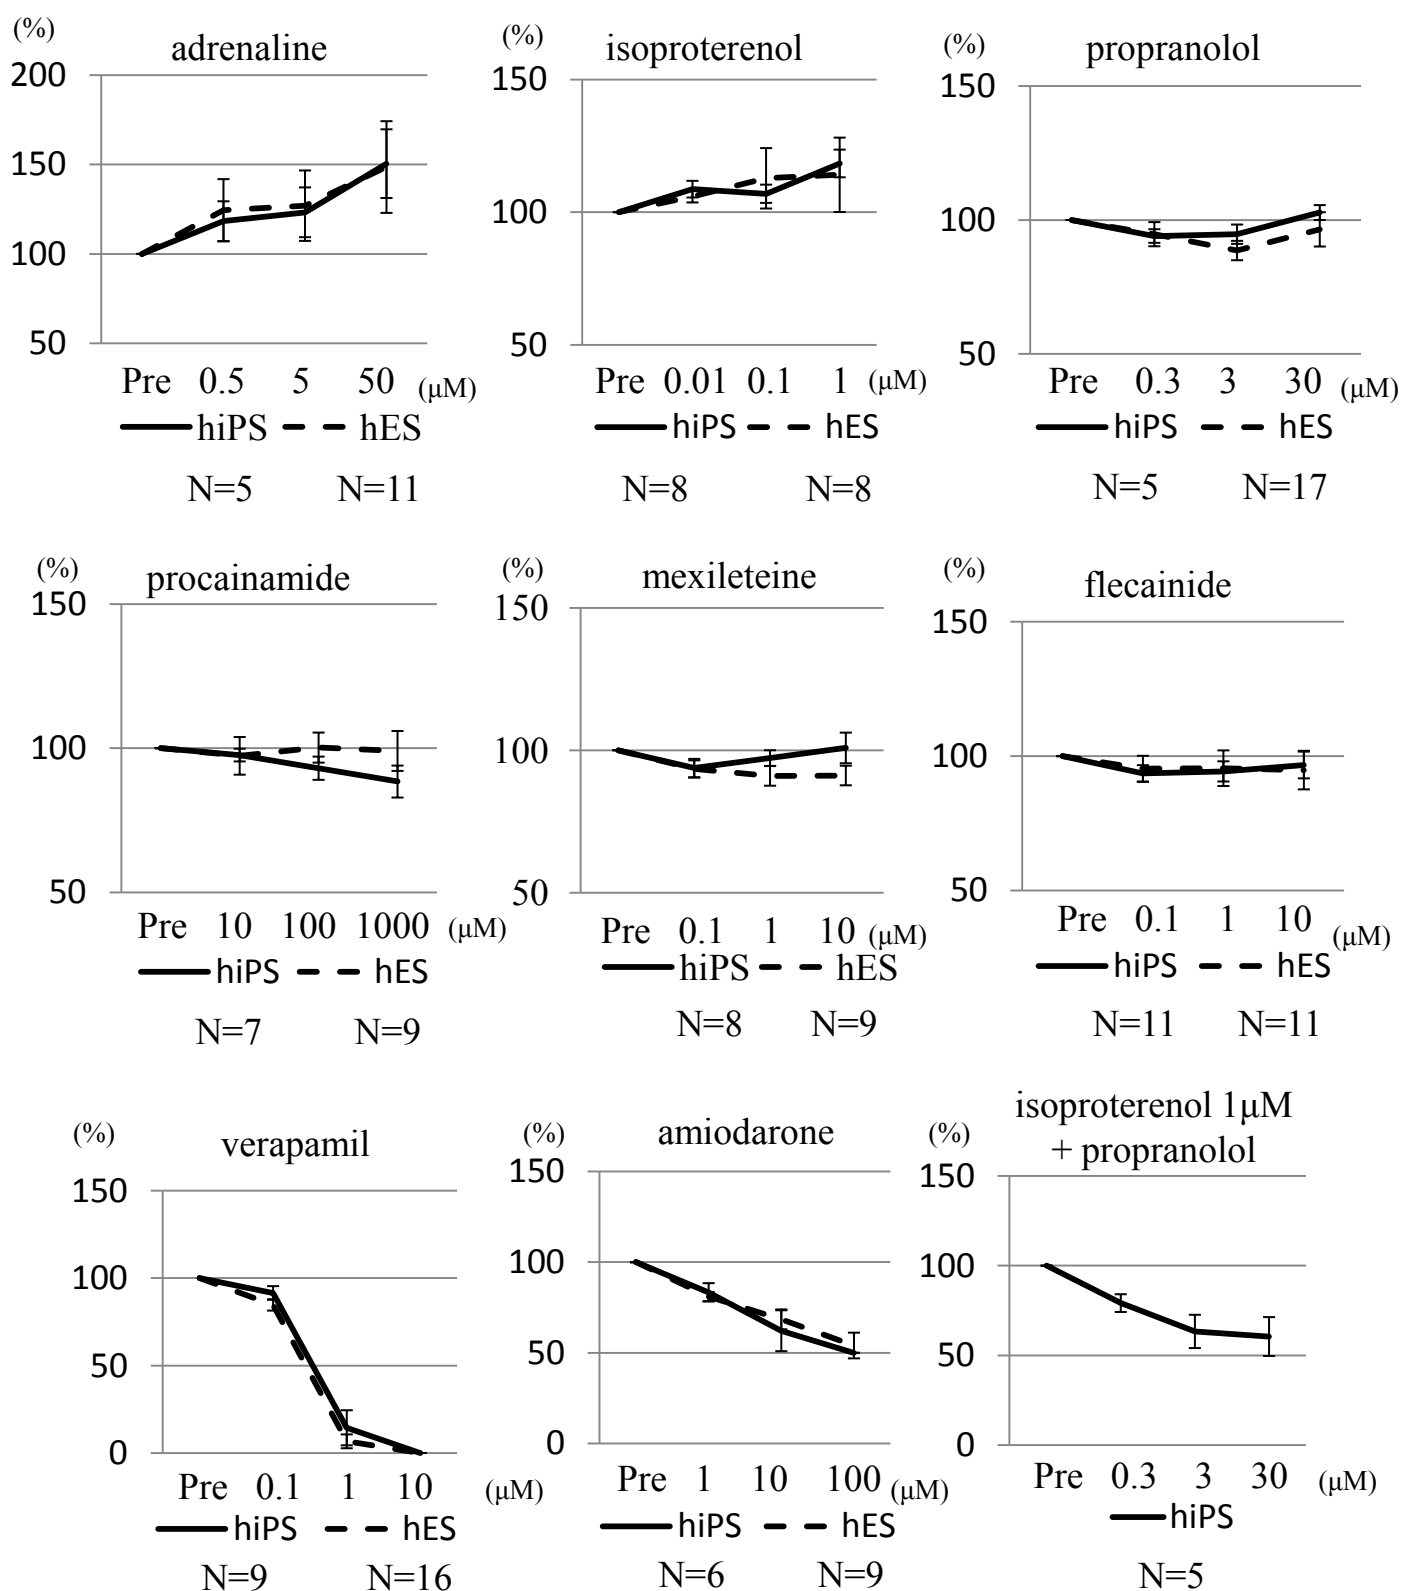 (%)
adrenaline
200
150
100
50
Pre 0.5 5 50 (μM)
hiPS hES
N=5 N=11
(%)
isoproterenol
150
100
50
Pre 0.01 0.1 1 (μM)
hiPS hES
N=8 N=8
(%)
propranolol
150
100
50
Pre 0.3 3 30 (μM)
hiPS hES
N=5 N=17
(%)
procainamide
150
100
50
Pre 10 100 1000 (μM)
hiPS hES
N=7 N=9
(%)
mexileteine
150
100
50
Pre 0.1 1 10 (μM)
hiPS hES
N=8 N=9
(%)
flecainide
150
100
50
Pre 0.1 1 10 (μM)
hiPS hES
N=11 N=11
(%)
verapamil
150
100
50
0
Pre 0.1 1 10 (μM)
hiPS hES
N=9 N=16
(%)
amiodarone
150
100
50
0
Pre 1 10 100 (μM)
hiPS hES
N=6 N=9
(%)
isoproterenol 1μM
+ propranolol
150
100
50
0
Pre 0.3 3 30 (μM)
hiPS
N=5